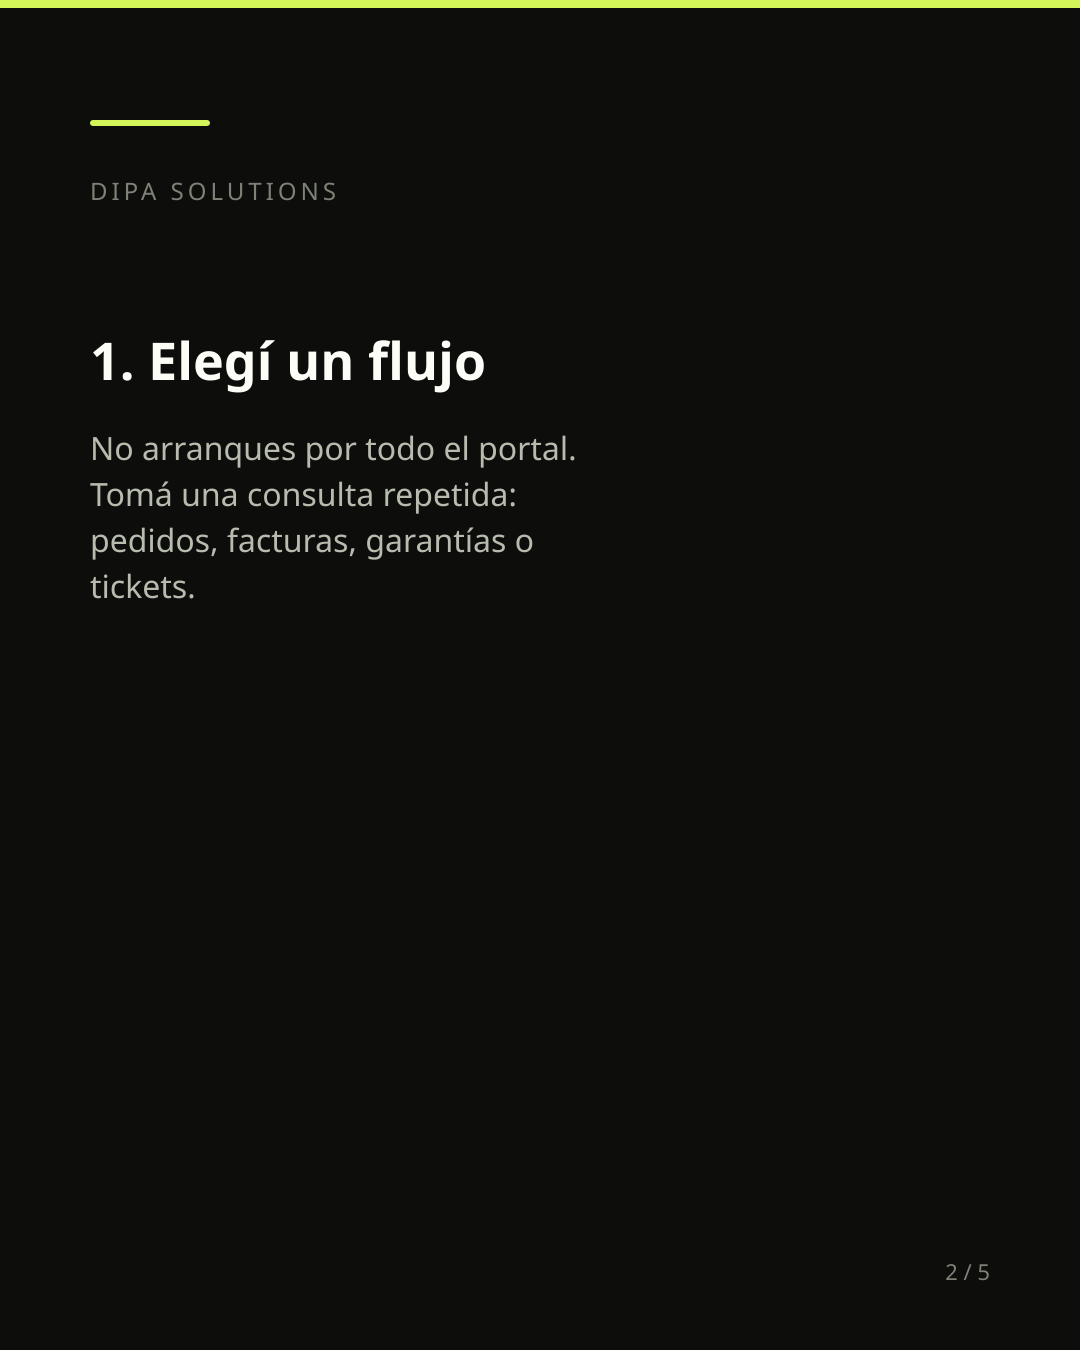 DIPA SOLUTIONS
1. Elegí un flujo
No arranques por todo el portal.
Tomá una consulta repetida:
pedidos, facturas, garantías o
tickets.
2 / 5